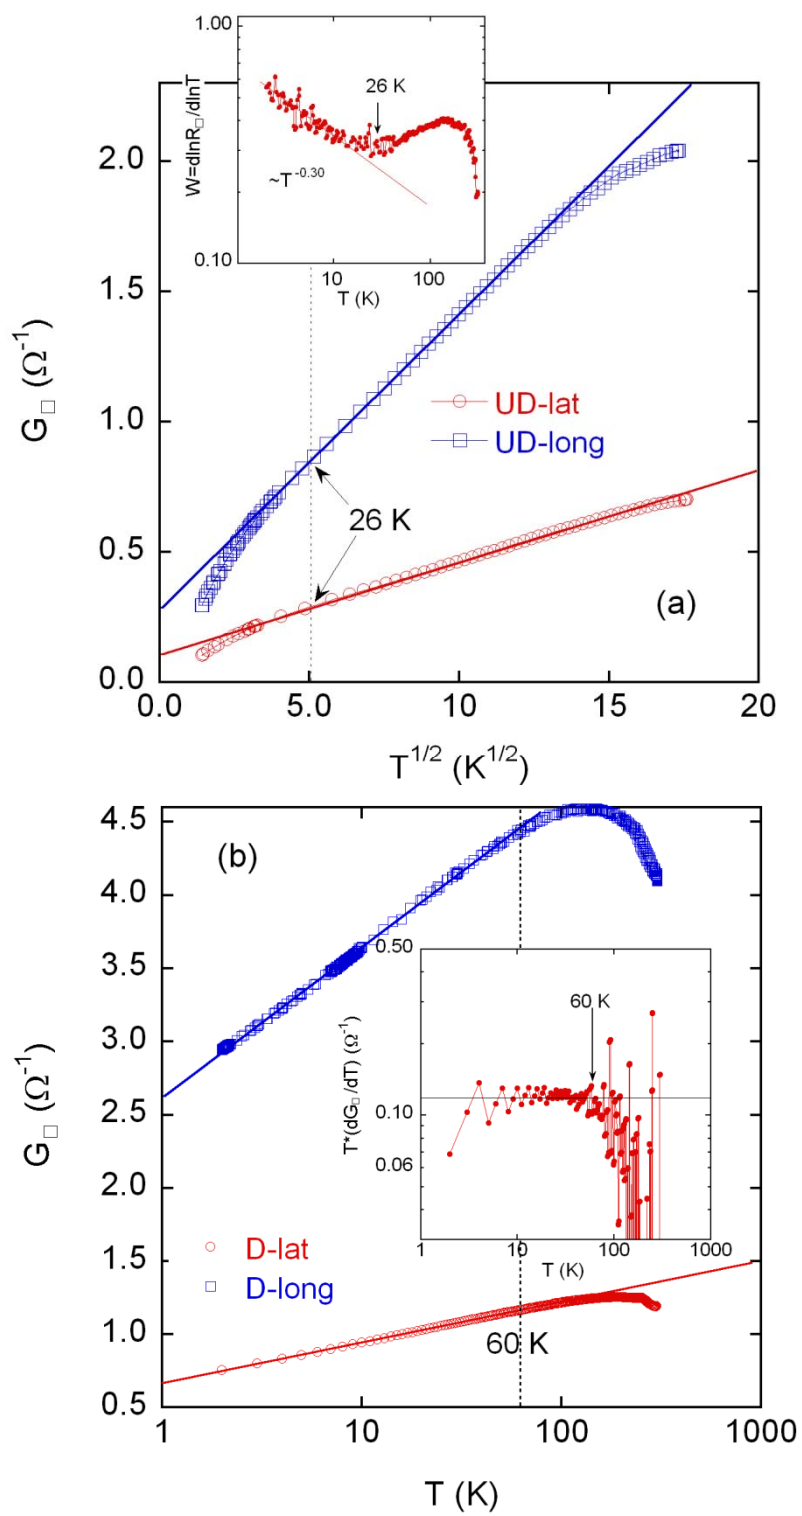 1.00
W=dlnR□/dlnT
26 K
~T^-0.30
0.10
10
100
T (K)
2.0
1.5
1.0
0.5
0.0
G□ (Ω^-1)
UD-lat
UD-long
26 K
(a)
0.0
5.0
10
15
20
T^1/2 (K^1/2)
4.5
4.0
3.5
3.0
2.5
2.0
1.5
1.0
0.5
G□ (Ω^-1)
(b)
0.50
0.10
0.06
T*(dG□/dT) (Ω^-1)
60 K
1
10
100
1000
T (K)
D-lat
D-long
60 K
1
10
100
1000
T (K)